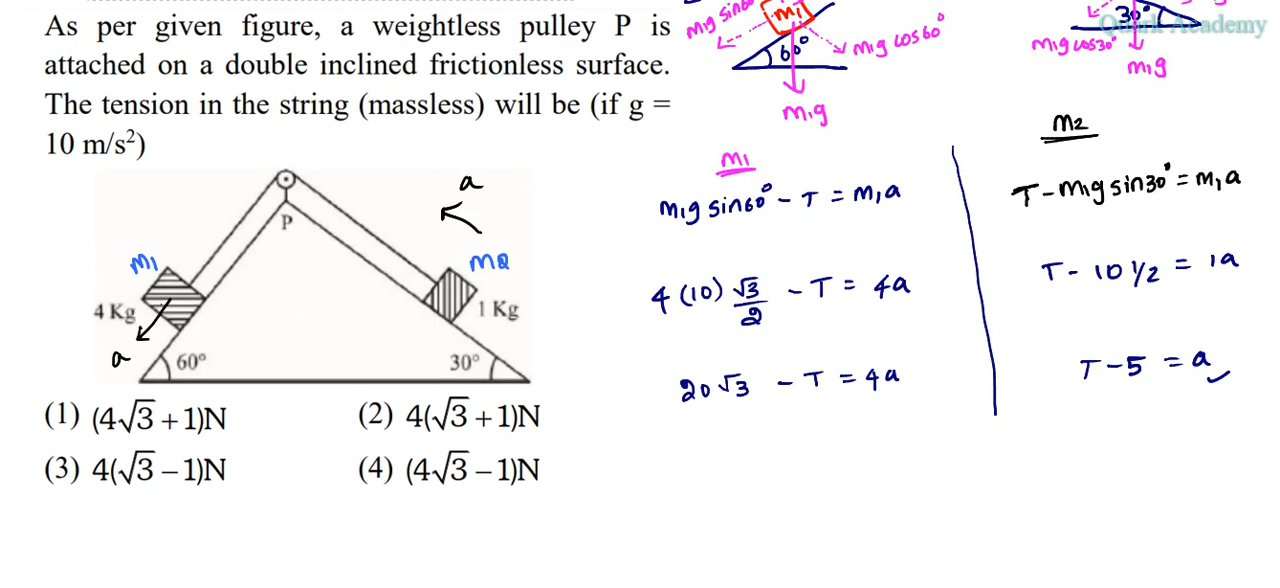 As per given figure, a weightless pulley P is
attached on a double inclined frictionless surface.
The tension in the string (massless) will be (if g =
10 m/s²)
P
4 Kg
1 Kg
60°
30°
(1) (4√3 + 1)N
(2) 4(√3 + 1)N
(3) 4(√3 − 1)N
(4) (4√3 − 1)N
m1
m2
a
a
m1g sin60
m1
60°
m1g cos60°
m1g
30°
Quark Academy
m1g cos30°
m1g
m1
m1g sin60° - T = m1a
4 (10) √3/2 - T = 4a
20√3 - T = 4a
m2
T - m1g sin30° = m1a
T - 10 1/2 = 1a
T - 5 = a